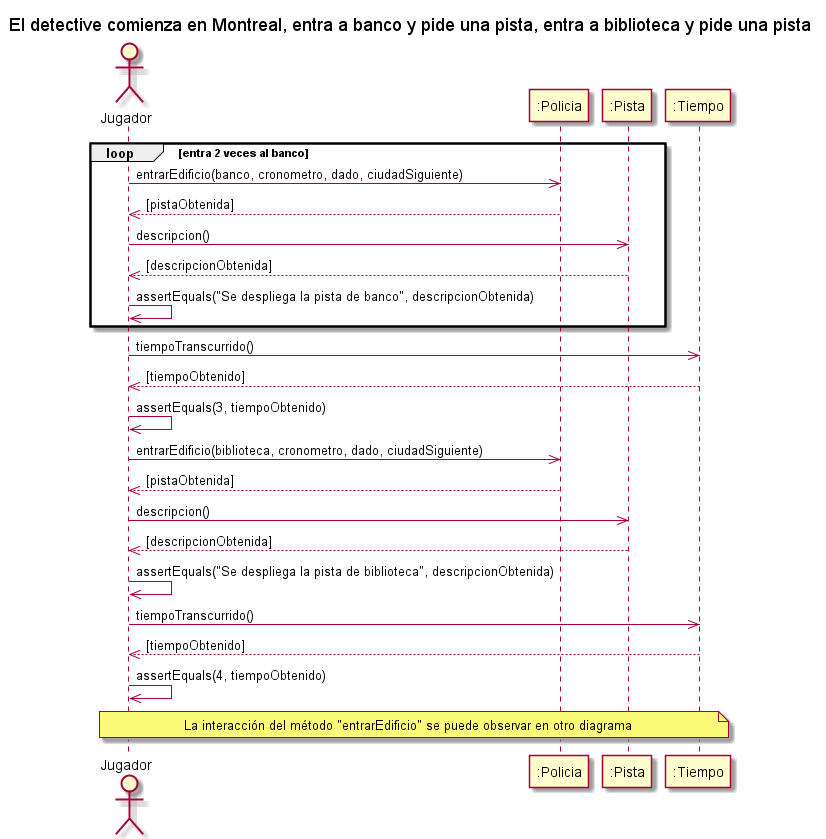 El detective comienza en Montreal, entra a banco y pide una pista, entra a biblioteca y pide una pista
Jugador
:Policia
:Pista
:Tiempo
loop
[entra 2 veces al banco]
entrarEdificio(banco, cronometro, dado, ciudadSiguiente)
[pistaObtenida]
descripcion()
[descripcionObtenida]
assertEquals("Se despliega la pista de banco", descripcionObtenida)
tiempoTranscurrido()
[tiempoObtenido]
assertEquals(3, tiempoObtenido)
entrarEdificio(biblioteca, cronometro, dado, ciudadSiguiente)
[pistaObtenida]
descripcion()
[descripcionObtenida]
assertEquals("Se despliega la pista de biblioteca", descripcionObtenida)
tiempoTranscurrido()
[tiempoObtenido]
assertEquals(4, tiempoObtenido)
La interacción del método "entrarEdificio" se puede observar en otro diagrama
Jugador
:Policia
:Pista
:Tiempo